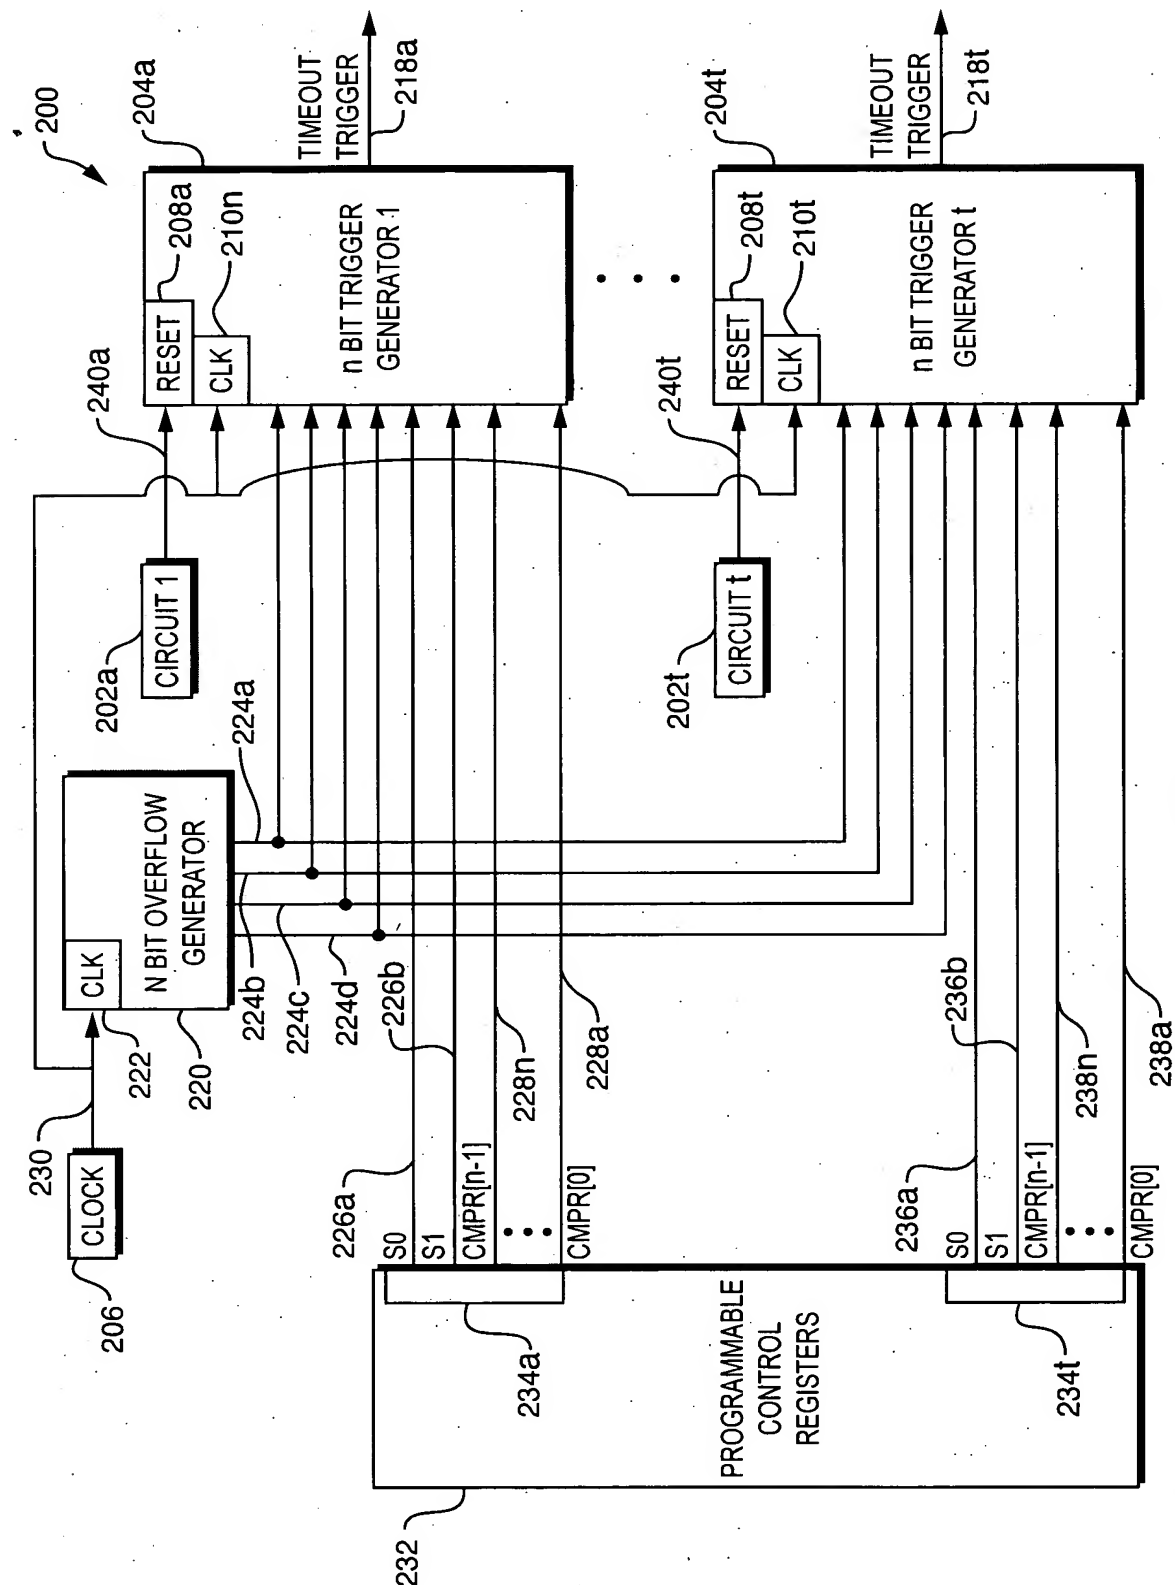 200
230
CLOCK
206
CLK
222
N BIT OVERFLOW
GENERATOR
220
224a
224b
224c
224d
CIRCUIT 1
202a
240a
RESET
208a
CLK
210n
n BIT TRIGGER
GENERATOR 1
204a
TIMEOUT
TRIGGER
218a
PROGRAMMABLE
CONTROL
REGISTERS
232
234a
S0
226a
S1
226b
CMPR[n-1]
228n
CMPR[0]
228a
CIRCUIT t
202t
240t
RESET
208t
CLK
210t
n BIT TRIGGER
GENERATOR t
204t
TIMEOUT
TRIGGER
218t
234t
S0
236a
S1
236b
CMPR[n-1]
238n
CMPR[0]
238a